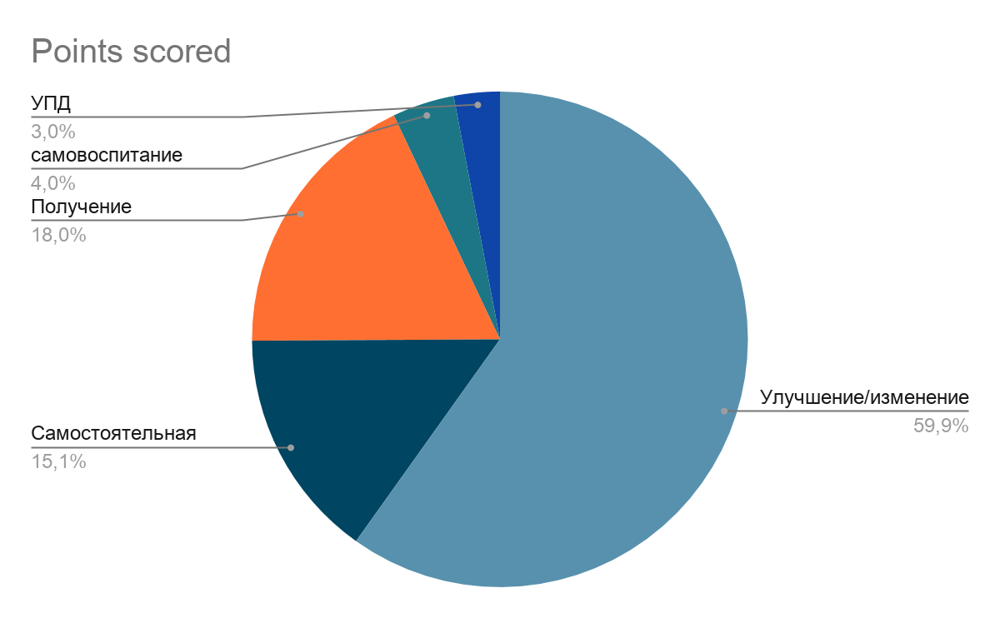 Points scored
УПД
3,0%
самовоспитание
4,0%
Получение
18,0%
Самостоятельная
15,1%
Улучшение/изменение
59,9%